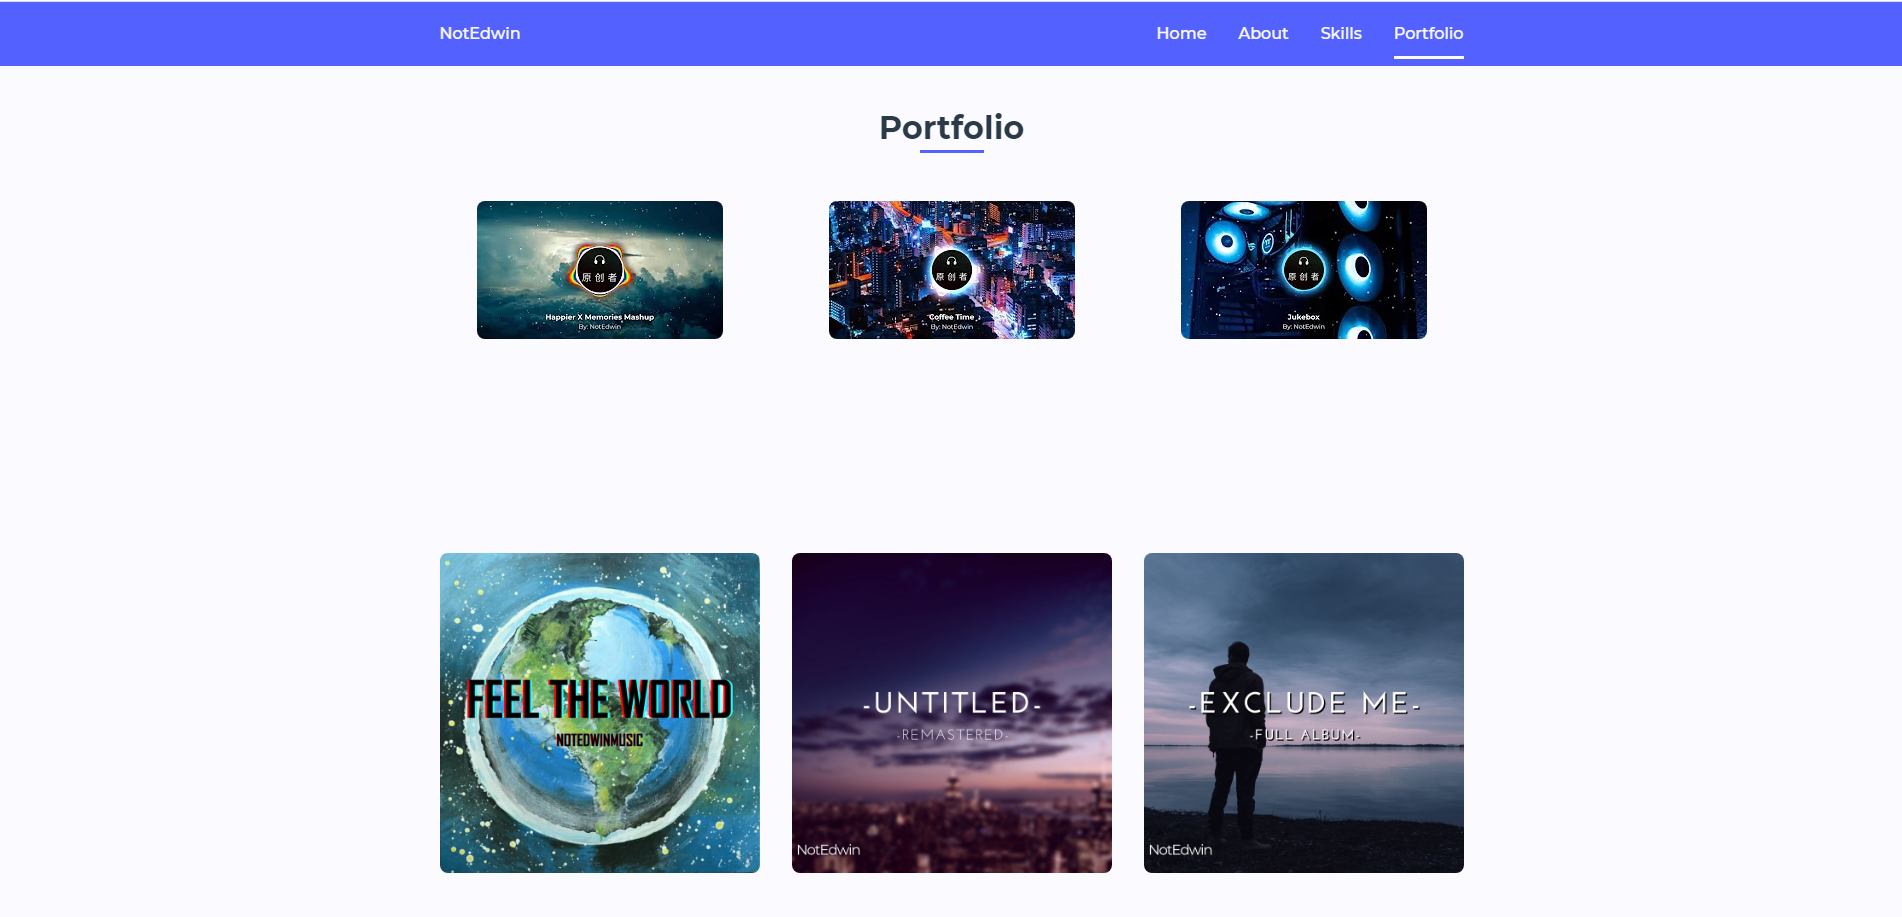 NotEdwin
Home About Skills Portfolio
Portfolio
原创者
Happier X Memories Mashup
By: NotEdwin
原创者
Coffee Time ♪
By: NotEdwin
原创者
Jukebox
By: NotEdwin
FEEL THE WORLD
NOTEDWINMUSIC
-UNTITLED-
-REMASTERED-
NotEdwin
-EXCLUDE ME-
-FULL ALBUM-
NotEdwin